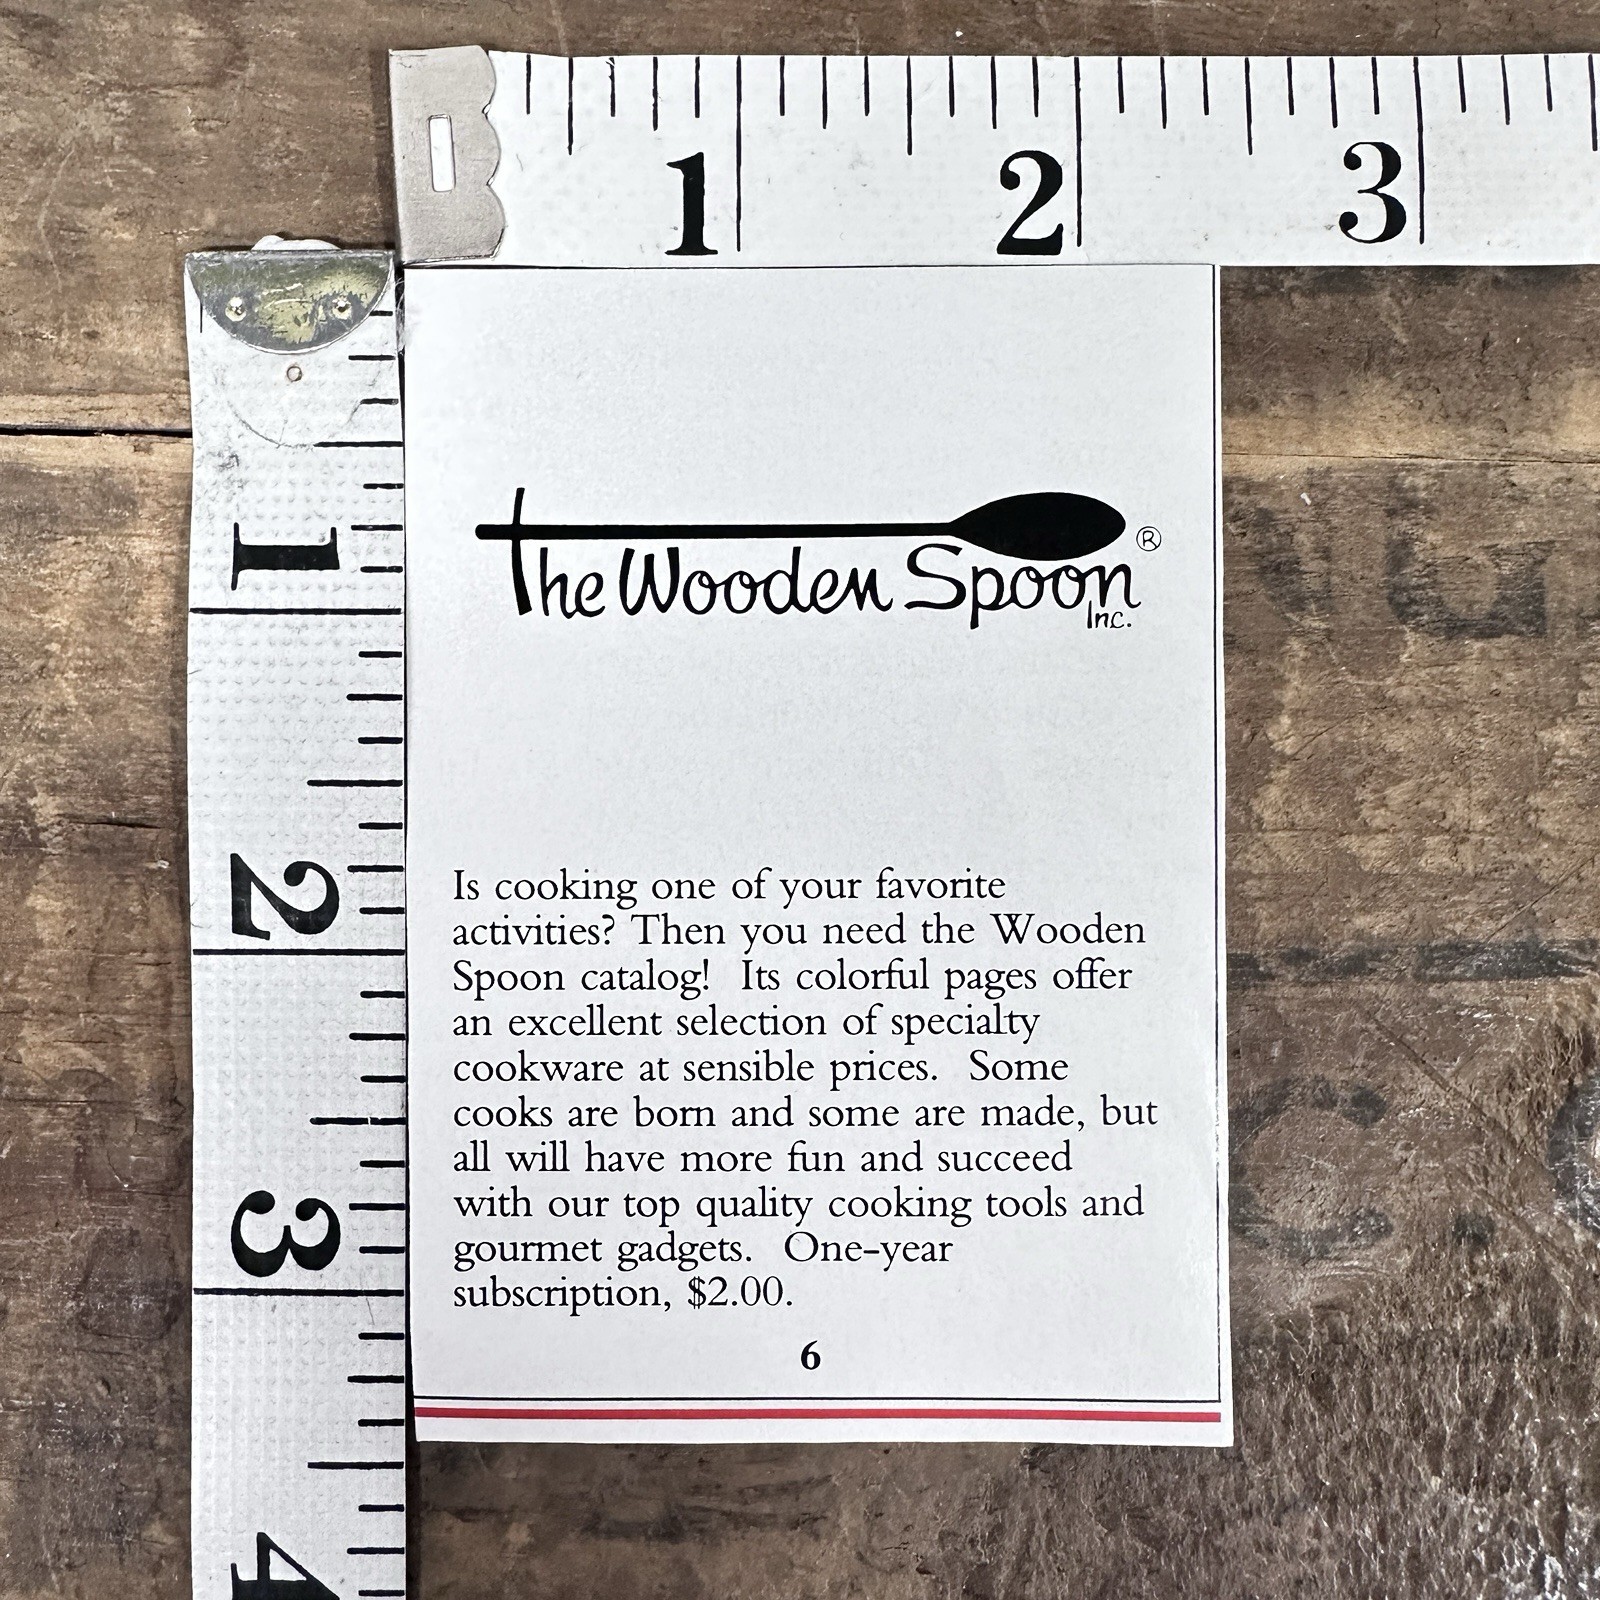 1 2 3
1
2
3
4
The Wooden Spoon ®
Inc.
Is cooking one of your favorite
activities? Then you need the Wooden
Spoon catalog! Its colorful pages offer
an excellent selection of specialty
cookware at sensible prices. Some
cooks are born and some are made, but
all will have more fun and succeed
with our top quality cooking tools and
gourmet gadgets. One-year
subscription, $2.00.
6